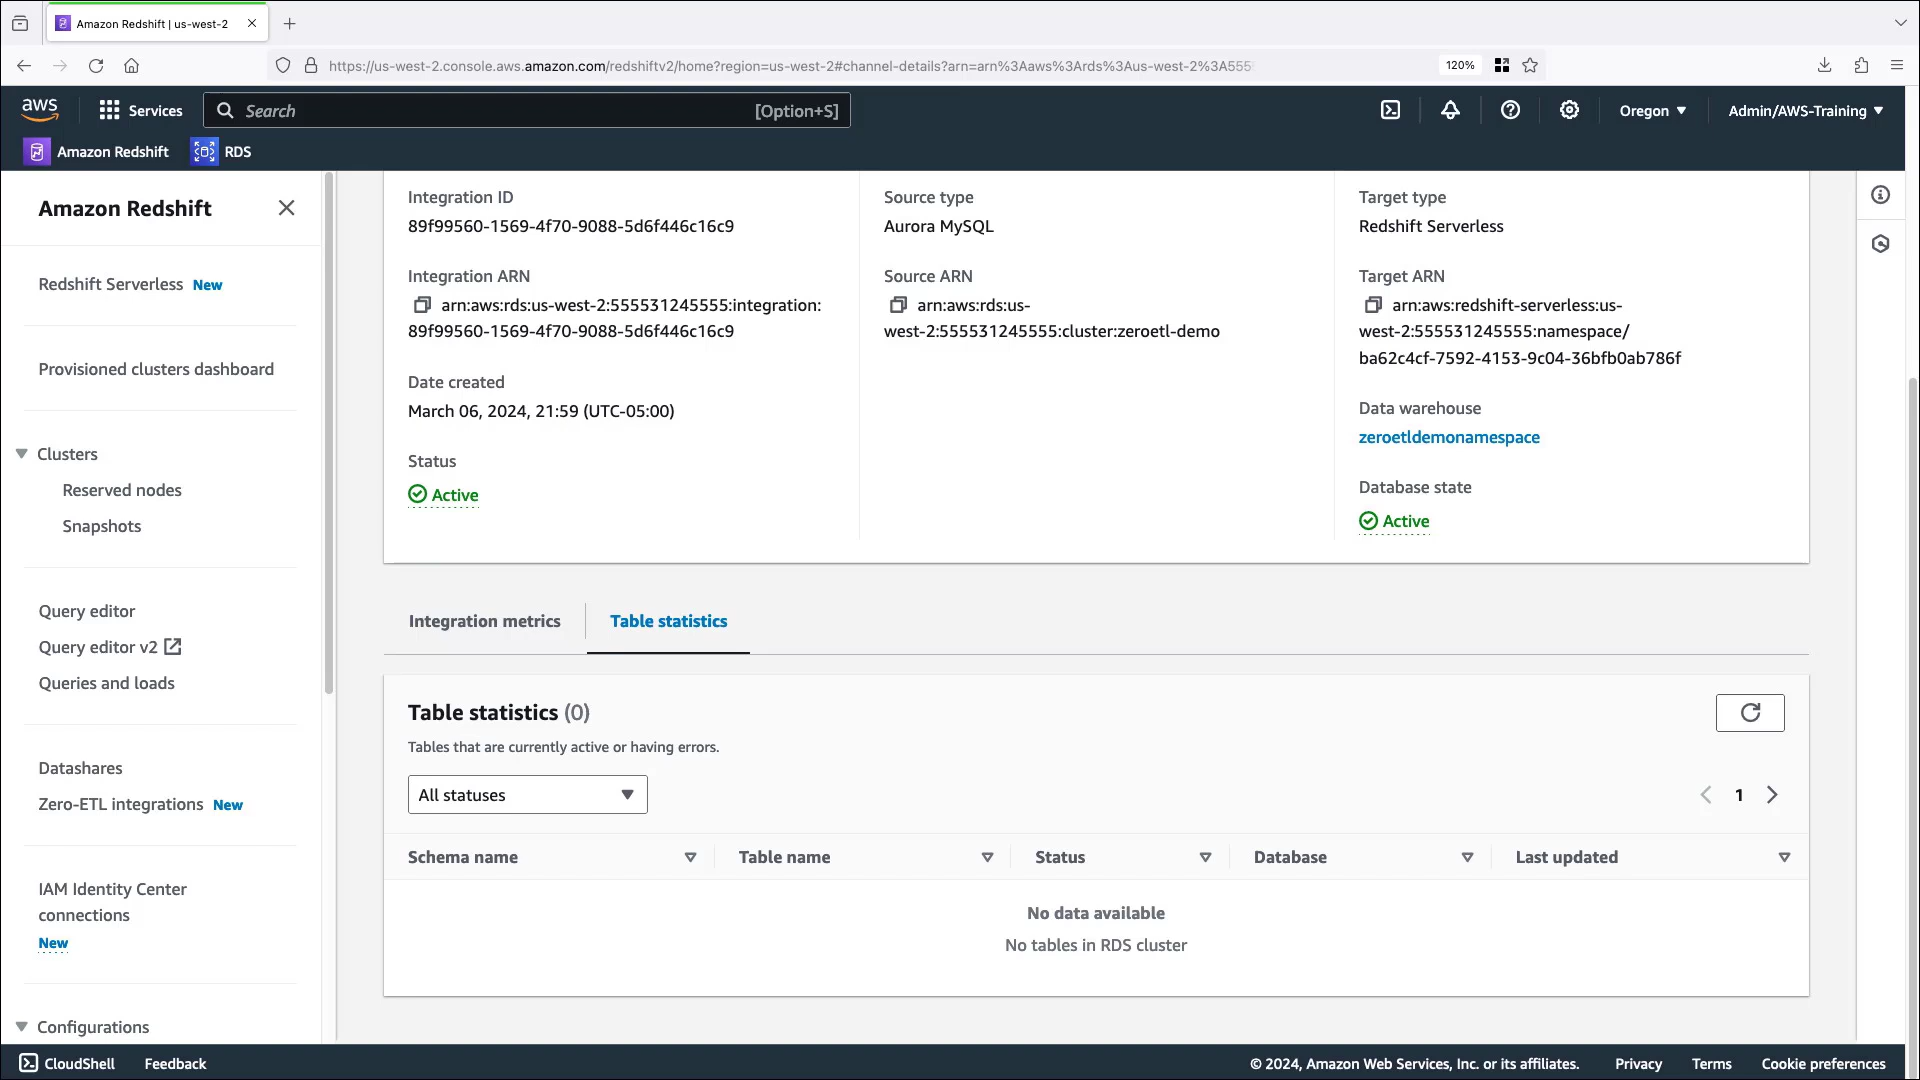 Amazon Redshift | us-west-2
https://us-west-2.console.aws.amazon.com/redshiftv2/home?region=us-west-2#channel-details?arn=arn%3Aaws%3Ards%3Aus-west-2%3A555
120%
aws
Services
Search
[Option+S]
Oregon
Admin/AWS-Training
Amazon Redshift
RDS
Amazon Redshift
Redshift Serverless New
Provisioned clusters dashboard
Clusters
Reserved nodes
Snapshots
Query editor
Query editor v2
Queries and loads
Datashares
Zero-ETL integrations New
IAM Identity Center
connections
New
Configurations
Integration ID
89f99560-1569-4f70-9088-5d6f446c16c9
Integration ARN
arn:aws:rds:us-west-2:555531245555:integration:
89f99560-1569-4f70-9088-5d6f446c16c9
Date created
March 06, 2024, 21:59 (UTC-05:00)
Status
Active
Source type
Aurora MySQL
Source ARN
arn:aws:rds:us-
west-2:555531245555:cluster:zeroetl-demo
Target type
Redshift Serverless
Target ARN
arn:aws:redshift-serverless:us-
west-2:555531245555:namespace/
ba62c4cf-7592-4153-9c04-36bfb0ab786f
Data warehouse
zeroetldemonamespace
Database state
Active
Integration metrics
Table statistics
Table statistics (0)
Tables that are currently active or having errors.
All statuses
1
Schema name
Table name
Status
Database
Last updated
No data available
No tables in RDS cluster
CloudShell
Feedback
© 2024, Amazon Web Services, Inc. or its affiliates.
Privacy
Terms
Cookie preferences